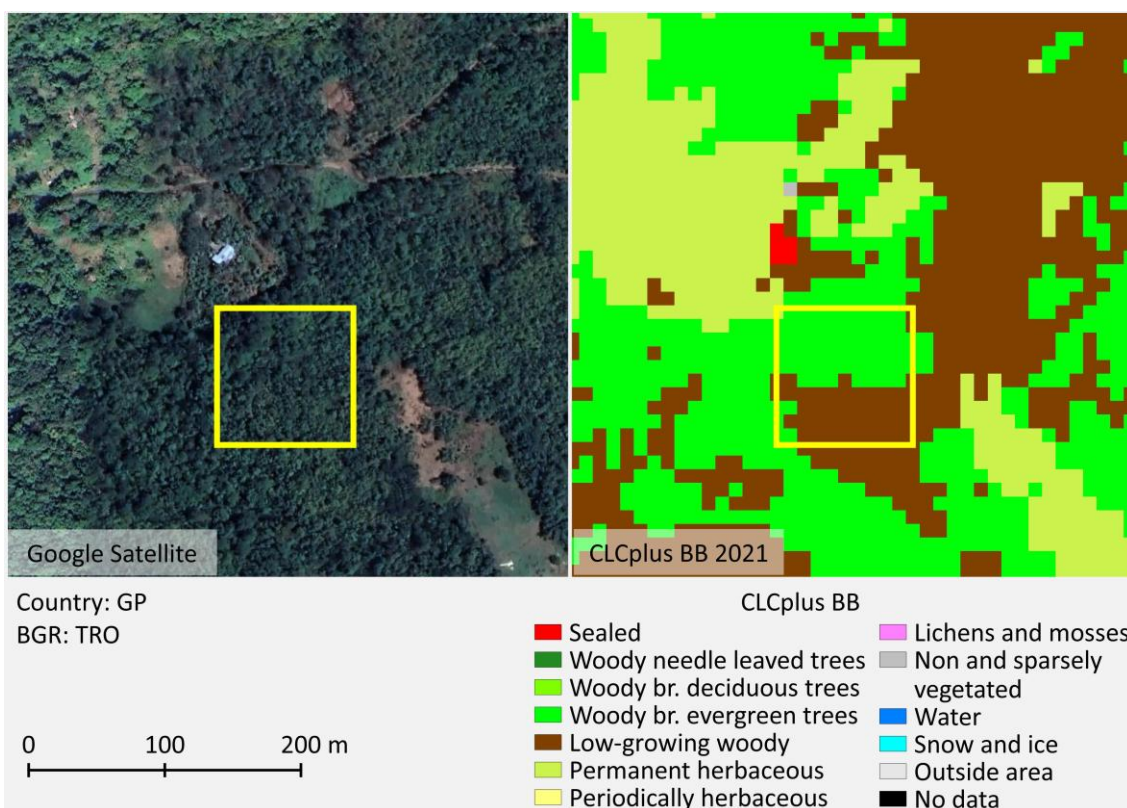 Google Satellite
CLCplus BB 2021
Country: GP
BGR: TRO
0 100 200 m
CLCplus BB
Sealed
Woody needle leaved trees
Woody br. deciduous trees
Woody br. evergreen trees
Low-growing woody
Permanent herbaceous
Periodically herbaceous
Lichens and mosses
Non and sparsely
vegetated
Water
Snow and ice
Outside area
No data